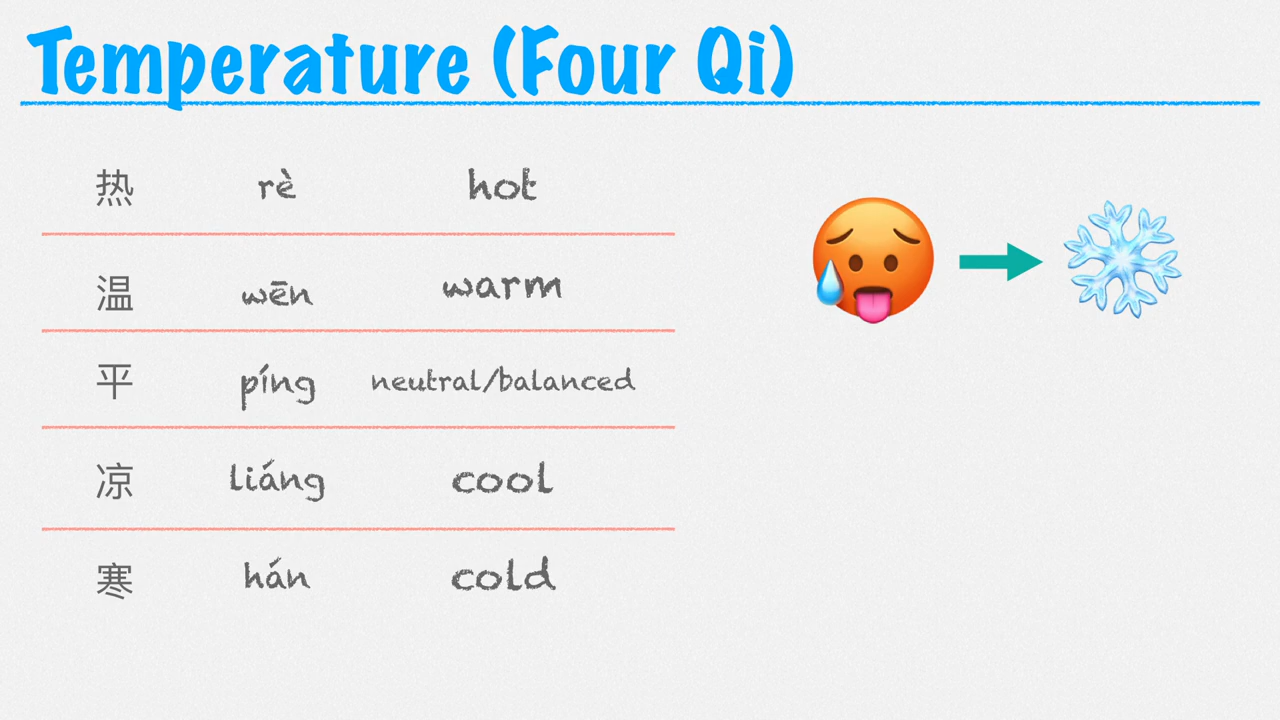 Temperature (Four Qi)
热 rè hot
温 wēn warm
平 píng neutral/balanced
凉 liáng cool
寒 hán cold